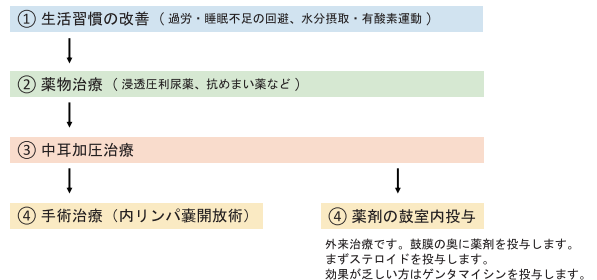 ① 生活習慣の改善（ 過労・睡眠不足の回避、水分摂取・有酸素運動 ）
② 薬物治療（ 浸透圧利尿薬、抗めまい薬など ）
③ 中耳加圧治療
④ 手術治療（内リンパ嚢開放術）
④ 薬剤の鼓室内投与
外来治療です。鼓膜の奥に薬剤を投与します。
まずステロイドを投与します。
効果が乏しい方はゲンタマイシンを投与します。